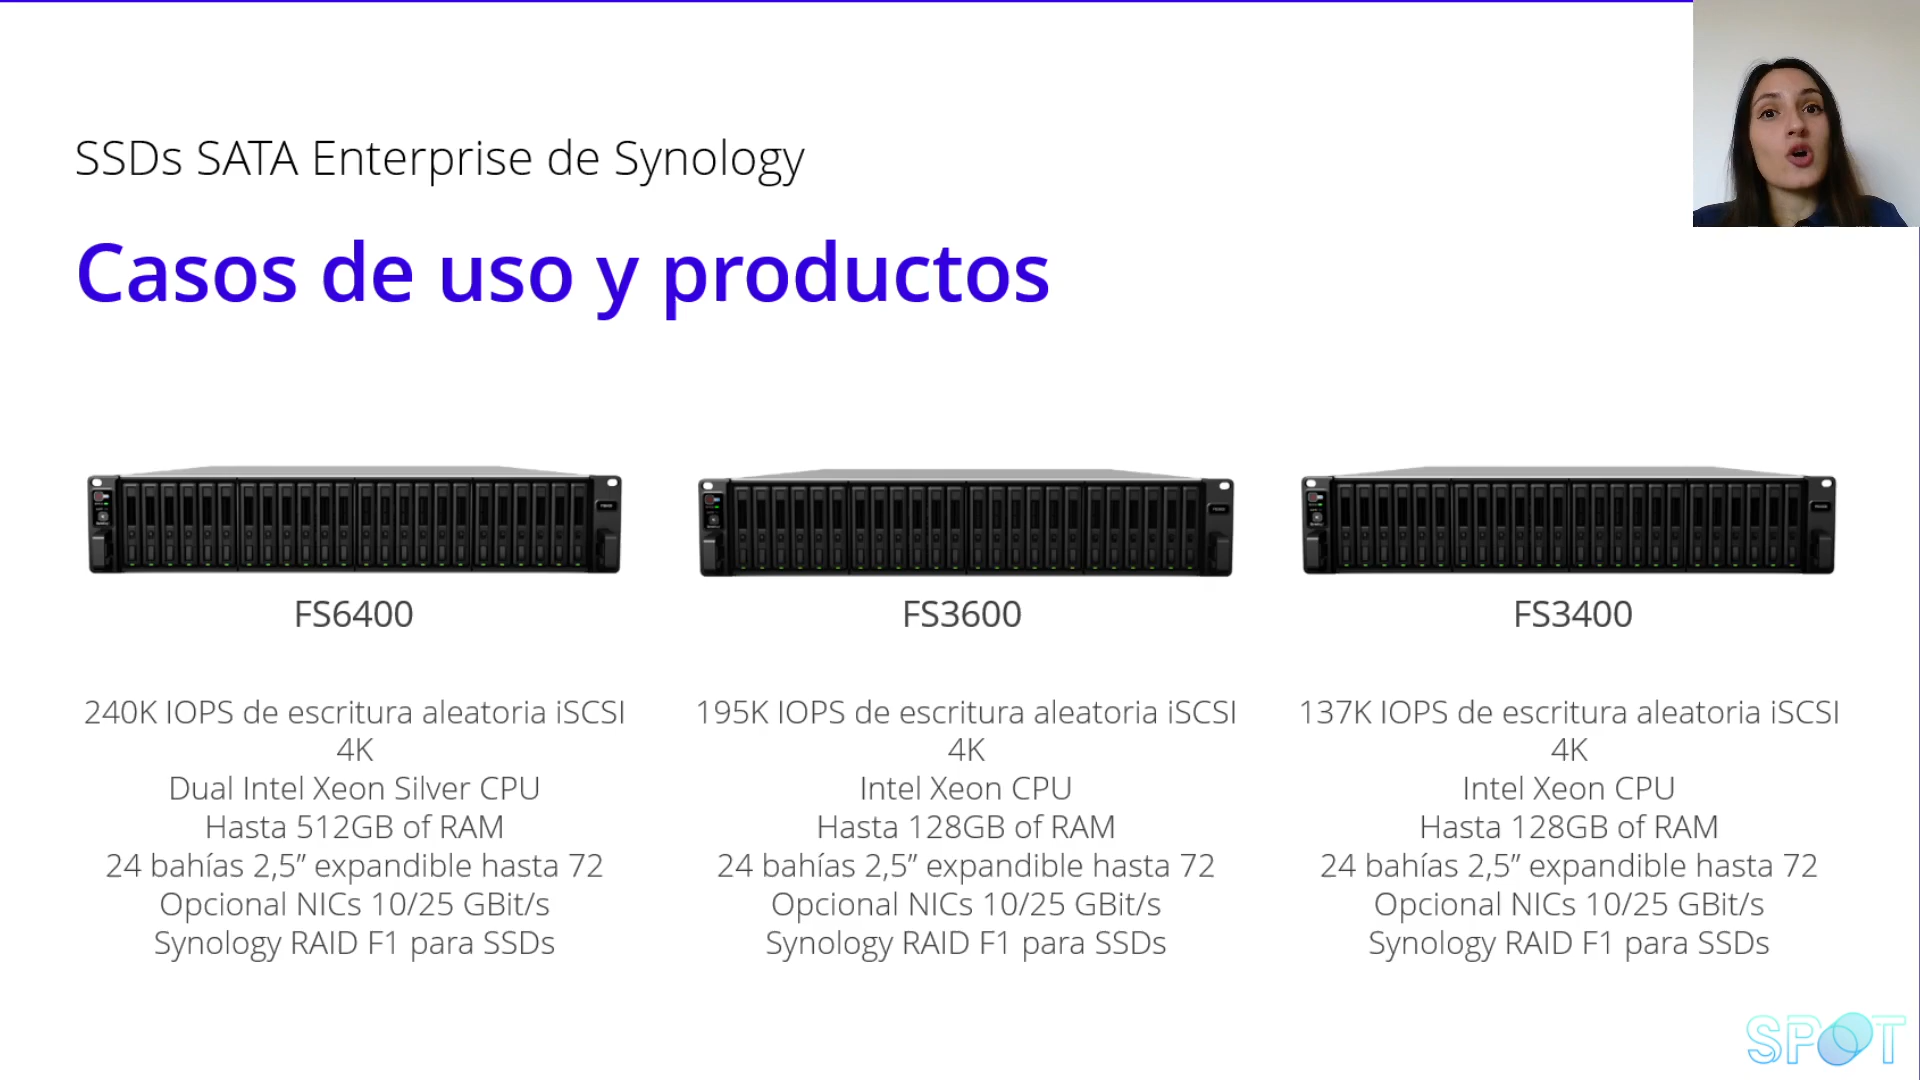 SSDs SATA Enterprise de Synology
Casos de uso y productos
FS6400
240K IOPS de escritura aleatoria iSCSI
4K
Dual Intel Xeon Silver CPU
Hasta 512GB of RAM
24 bahías 2,5” expandible hasta 72
Opcional NICs 10/25 GBit/s
Synology RAID F1 para SSDs
FS3600
195K IOPS de escritura aleatoria iSCSI
4K
Intel Xeon CPU
Hasta 128GB of RAM
24 bahías 2,5” expandible hasta 72
Opcional NICs 10/25 GBit/s
Synology RAID F1 para SSDs
FS3400
137K IOPS de escritura aleatoria iSCSI
4K
Intel Xeon CPU
Hasta 128GB of RAM
24 bahías 2,5” expandible hasta 72
Opcional NICs 10/25 GBit/s
Synology RAID F1 para SSDs
SPOT